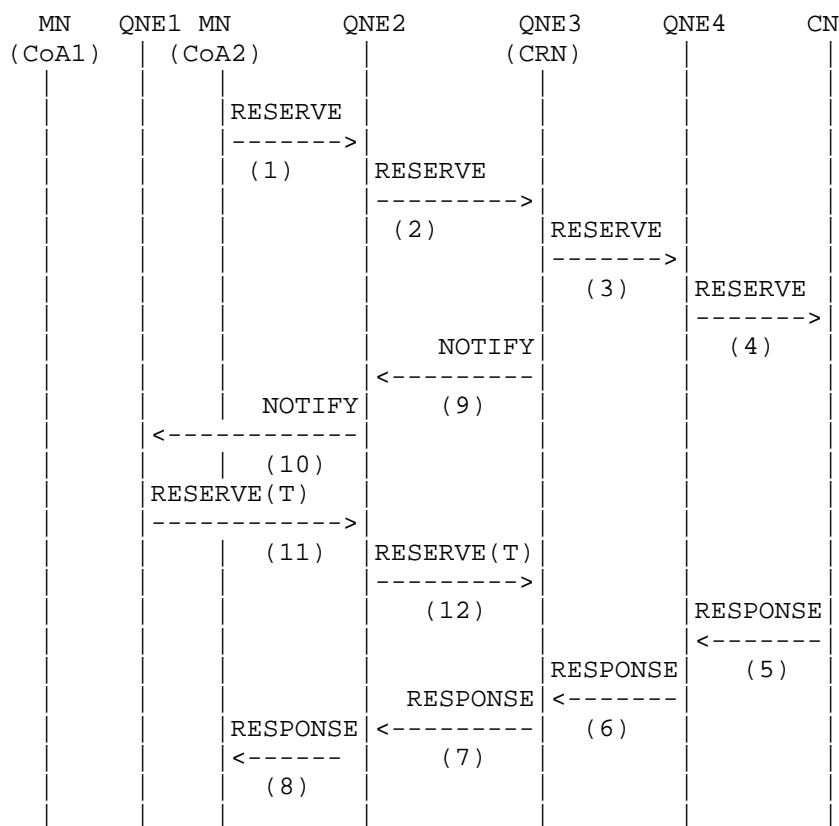 MN QNE1 MN QNE2 QNE3 QNE4 CN
(CoA1) (CoA2) (CRN)
RESERVE
(1) RESERVE
(2) RESERVE
(3) RESERVE
NOTIFY (4)
NOTIFY (9)
(10)
RESERVE(T)
(11) RESERVE(T)
(12) RESPONSE
RESPONSE (5)
RESPONSE (6)
RESPONSE (7)
(8)